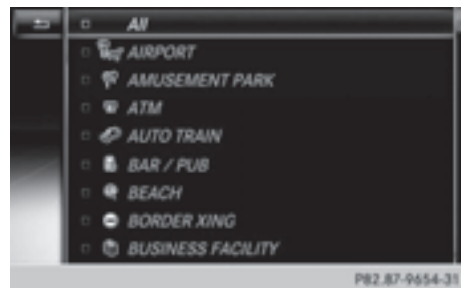 All
AIRPORT
AMUSEMENT PARK
ATM
AUTO TRAIN
BAR / PUB
BEACH
BORDER XING
BUSINESS FACILITY
P82.87-9654-31